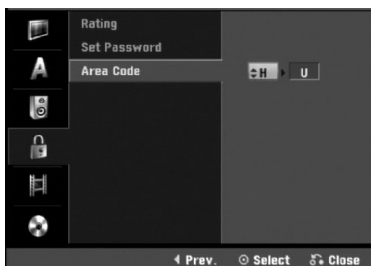 Rating
Set Password
Area Code
H U
A
Prev. Select Close